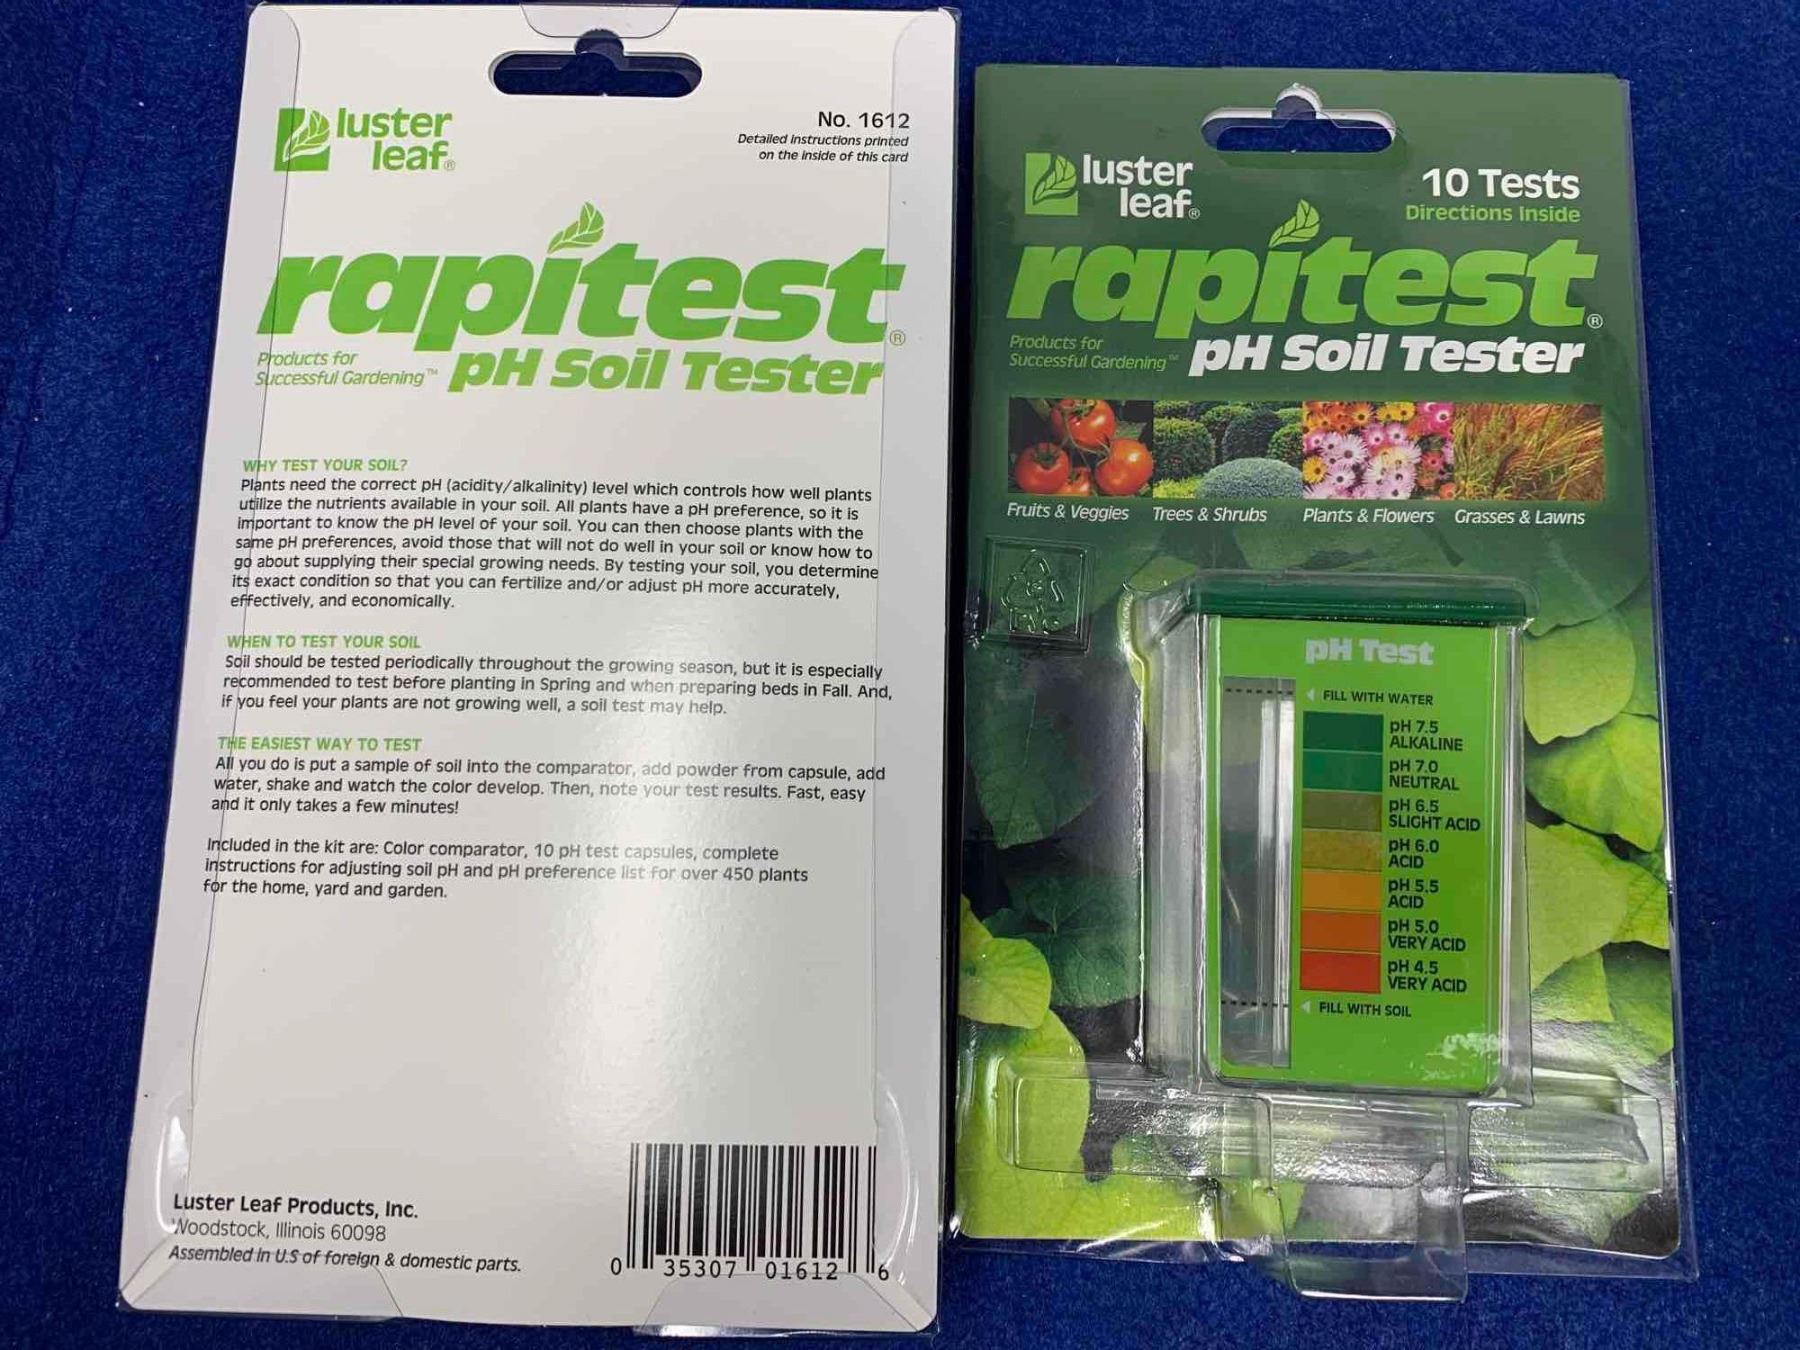 luster
leaf®
No. 1612
Detailed instructions printed
on the inside of this card
rapitest®
Products for
Successful Gardening™
pH Soil Tester
WHY TEST YOUR SOIL?
Plants need the correct pH (acidity/alkalinity) level which controls how well plants
utilize the nutrients available in your soil. All plants have a pH preference, so it is
important to know the pH level of your soil. You can then choose plants with the
same pH preferences, avoid those that will not do well in your soil or know how to
go about supplying their special growing needs. By testing your soil, you determine
its exact condition so that you can fertilize and/or adjust pH more accurately,
effectively, and economically.
WHEN TO TEST YOUR SOIL
Soil should be tested periodically throughout the growing season, but it is especially
recommended to test before planting in Spring and when preparing beds in Fall. And,
if you feel your plants are not growing well, a soil test may help.
THE EASIEST WAY TO TEST
All you do is put a sample of soil into the comparator, add powder from capsule, add
water, shake and watch the color develop. Then, note your test results. Fast, easy
and it only takes a few minutes!
Included in the kit are: Color comparator, 10 pH test capsules, complete
instructions for adjusting soil pH and pH preference list for over 450 plants
for the home, yard and garden.
Luster Leaf Products, Inc.
Woodstock, Illinois 60098
Assembled in U.S of foreign & domestic parts.
0 35307 01612 6
luster
leaf®
10 Tests
Directions Inside
rapitest®
Products for
Successful Gardening™
pH Soil Tester
Fruits & Veggies Trees & Shrubs Plants & Flowers Grasses & Lawns
pH Test
FILL WITH WATER
pH 7.5
ALKALINE
pH 7.0
NEUTRAL
pH 6.5
SLIGHT ACID
pH 6.0
ACID
pH 5.5
ACID
pH 5.0
VERY ACID
pH 4.5
VERY ACID
FILL WITH SOIL